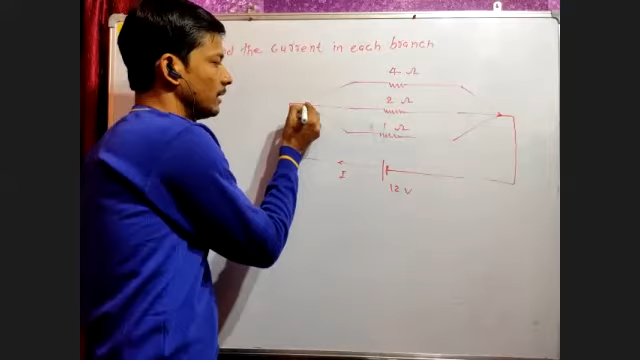 the current in each branch
4 Ω
2 Ω
1 Ω
I
12 V